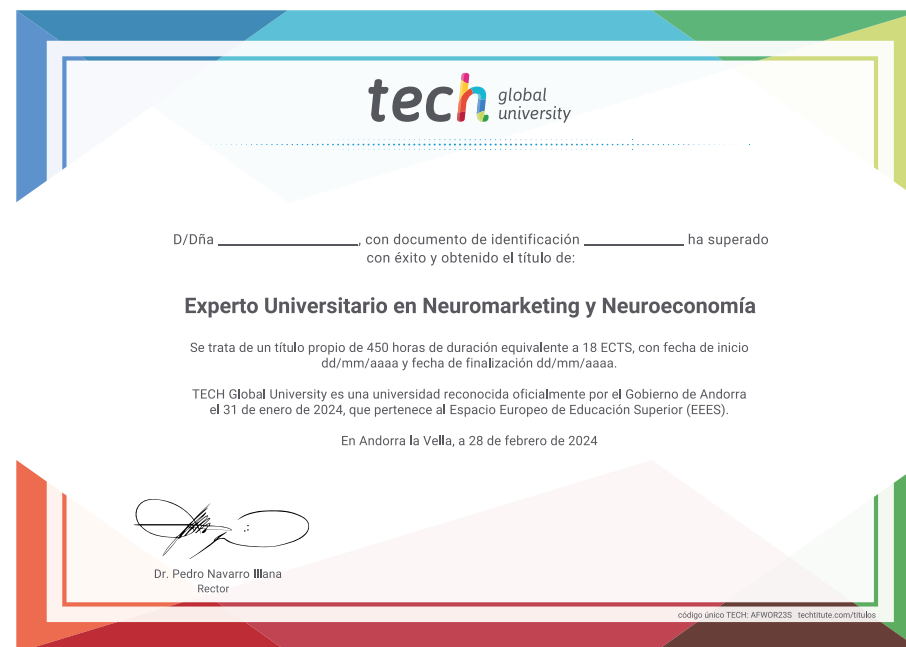 tech global university
D/Dña ______________, con documento de identificación __________ ha superado
con éxito y obtenido el título de:
Experto Universitario en Neuromarketing y Neuroeconomía
Se trata de un título propio de 450 horas de duración equivalente a 18 ECTS, con fecha de inicio
dd/mm/aaaa y fecha de finalización dd/mm/aaaa.
TECH Global University es una universidad reconocida oficialmente por el Gobierno de Andorra
el 31 de enero de 2024, que pertenece al Espacio Europeo de Educación Superior (EEES).
En Andorra la Vella, a 28 de febrero de 2024
Dr. Pedro Navarro Illana
Rector
código único TECH: AFWOR23S techtitute.com/titulos